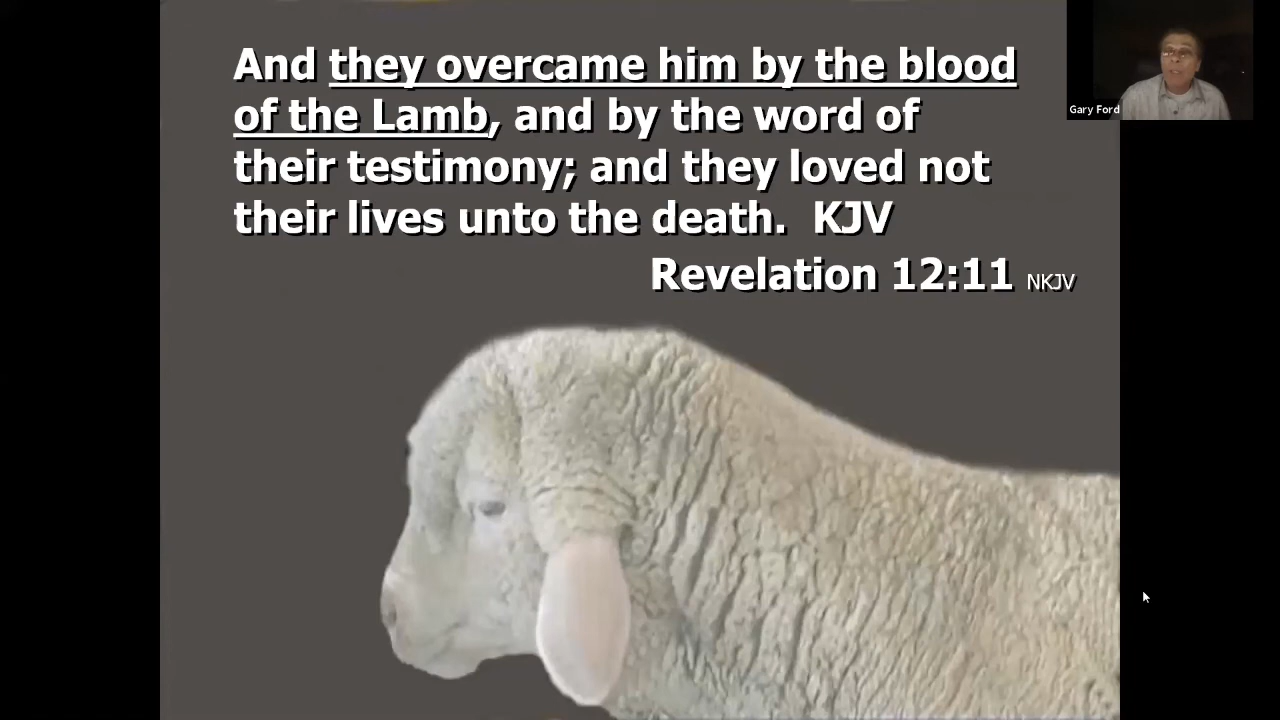 And they overcame him by the blood
of the Lamb, and by the word of
their testimony; and they loved not
their lives unto the death.  KJV
Revelation 12:11 NKJV
Gary Ford